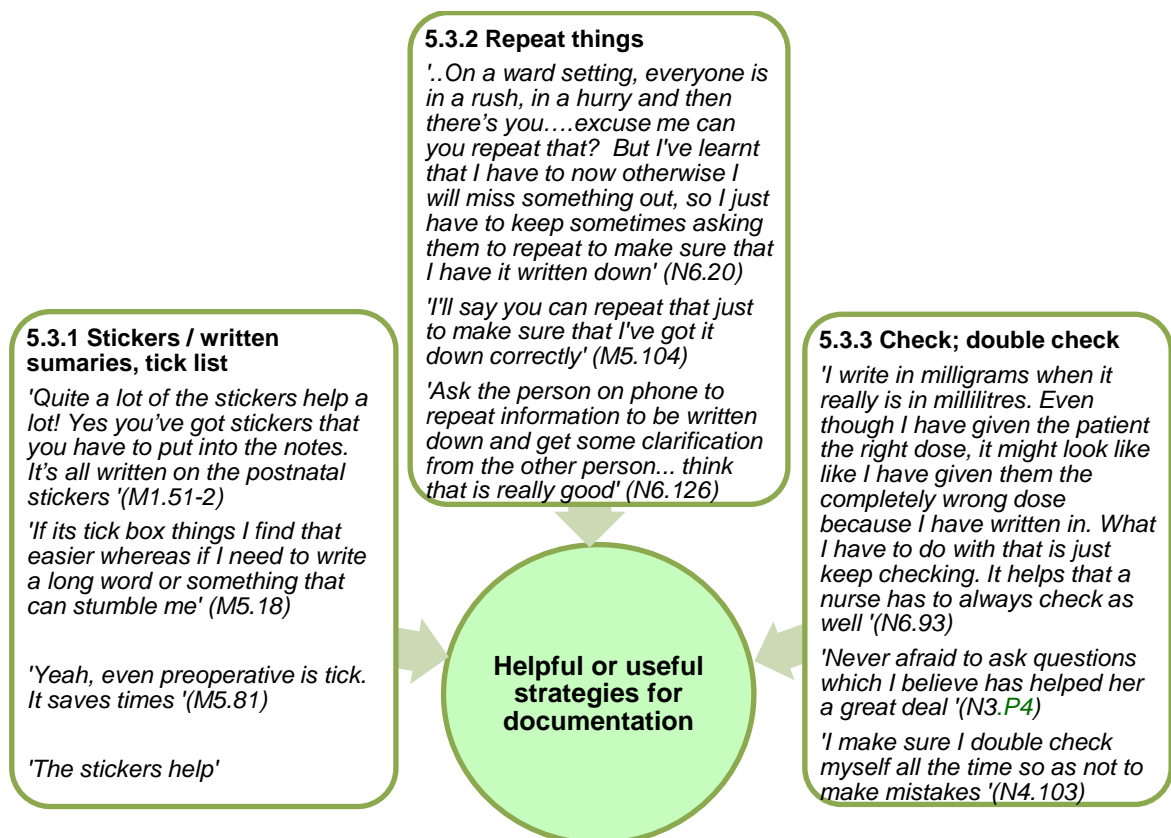 5.3.2 Repeat things
'..On a ward setting, everyone is
in a rush, in a hurry and then
there's you….excuse me can
you repeat that?  But I've learnt
that I have to now otherwise I
will miss something out, so I just
have to keep sometimes asking
them to repeat to make sure that
I have it written down' (N6.20)
'I'll say you can repeat that just
to make sure that I've got it
down correctly' (M5.104)
'Ask the person on phone to
repeat information to be written
down and get some clarification
from the other person... think
that is really good' (N6.126)
5.3.1 Stickers / written
sumaries, tick list
'Quite a lot of the stickers help a
lot! Yes you've got stickers that
you have to put into the notes.
It's all written on the postnatal
stickers '(M1.51-2)
'If its tick box things I find that
easier whereas if I need to write
a long word or something that
can stumble me' (M5.18)
'Yeah, even preoperative is tick.
It saves times '(M5.81)
'The stickers help'
5.3.3 Check; double check
'I write in milligrams when it
really is in millilitres. Even
though I have given the patient
the right dose, it might look like
like I have given them the
completely wrong dose
because I have written in. What
I have to do with that is just
keep checking. It helps that a
nurse has to always check as
well '(N6.93)
'Never afraid to ask questions
which I believe has helped her
a great deal '(N3.P4)
'I make sure I double check
myself all the time so as not to
make mistakes '(N4.103)
Helpful or useful
strategies for
documentation